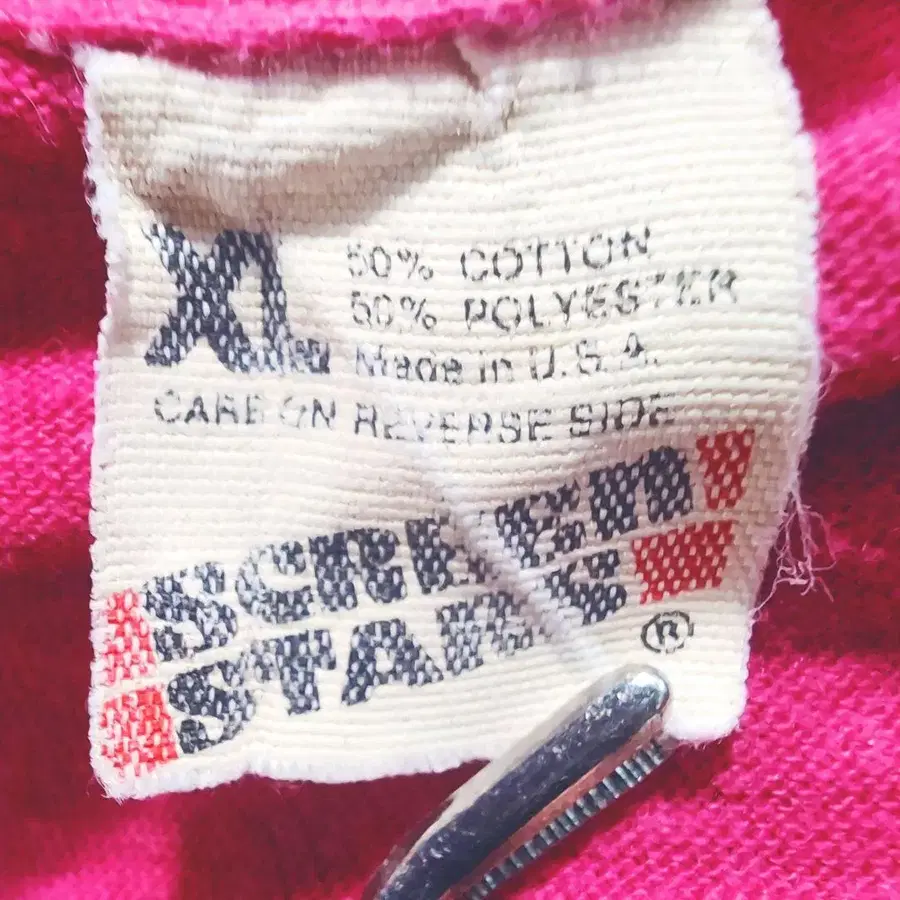 XL 50% COTTON
50% POLYESTER
Made in U.S.A.
CARE ON REVERSE SIDE
SCREEN
STARS
®